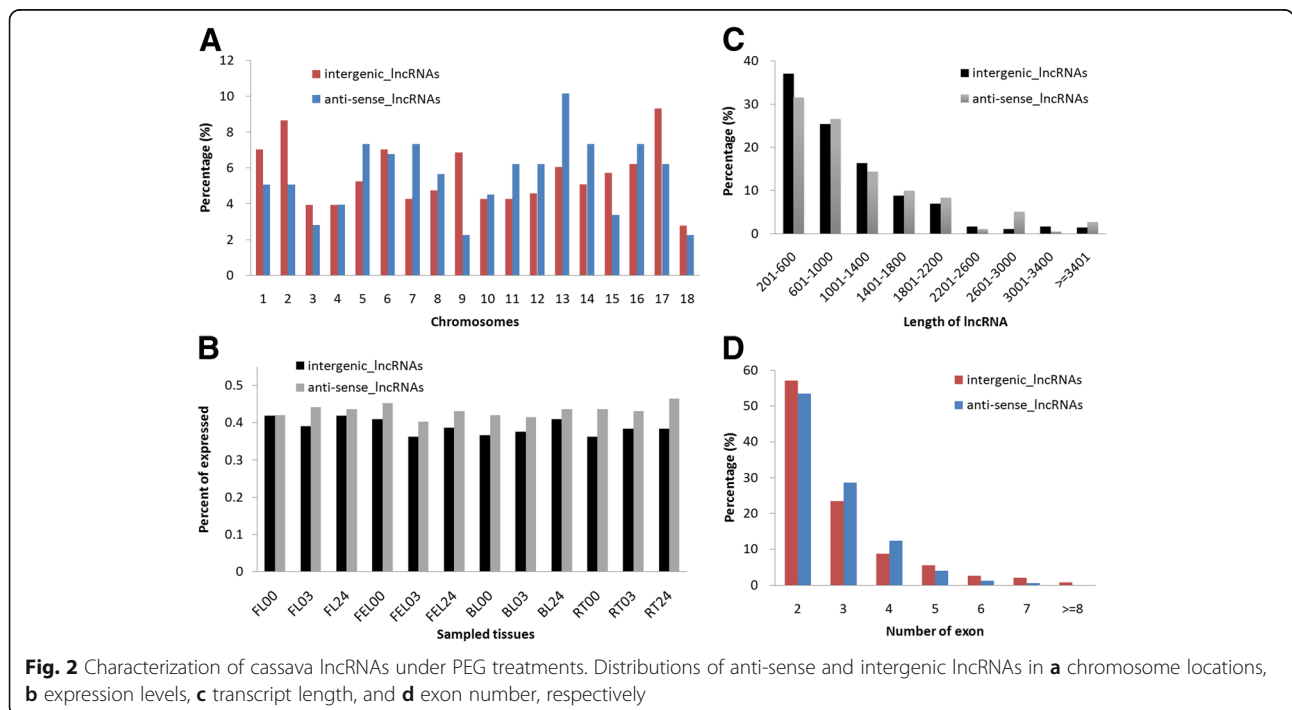 A
12
10
8
6
4
2
0
Percentage (%)
intergenic_lncRNAs
anti-sense_lncRNAs
1 2 3 4 5 6 7 8 9 10 11 12 13 14 15 16 17 18
Chromosomes
B
0.5
0.4
0.3
0.2
0.1
0
Percent of expressed
intergenic_lncRNAs
anti-sense_lncRNAs
FL00 FL03 FL24 FEL00 FEL03 FEL24 BL00 BL03 BL24 RT00 RT03 RT24
Sampled tissues
C
40
30
20
10
0
Percentage (%)
intergenic_lncRNAs
anti-sense_lncRNAs
201-600 601-1000 1001-1400 1401-1800 1801-2200 2201-2600 2601-3000 3001-3400 >=3401
Length of lncRNA
D
60
50
40
30
20
10
0
Percentage (%)
intergenic_lncRNAs
anti-sense_lncRNAs
2 3 4 5 6 7 >=8
Number of exon
Fig. 2 Characterization of cassava lncRNAs under PEG treatments. Distributions of anti-sense and intergenic lncRNAs in a chromosome locations,
b expression levels, c transcript length, and d exon number, respectively